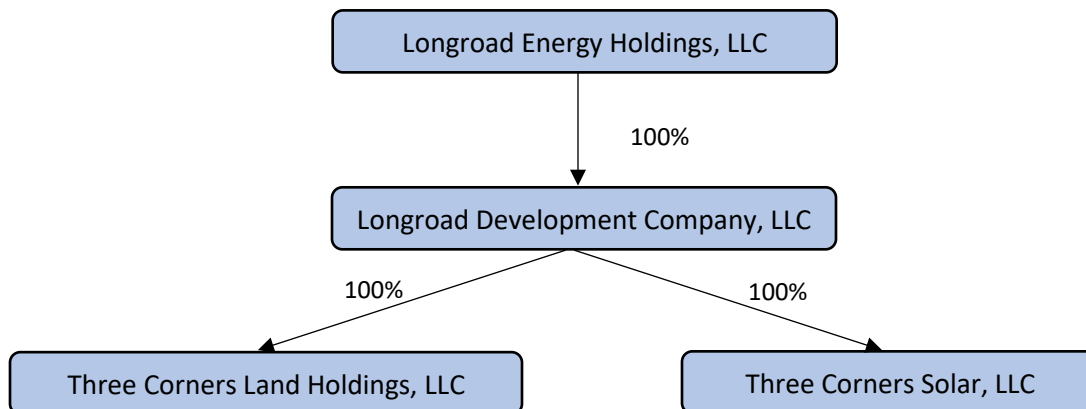 Longroad Energy Holdings, LLC
100%
Longroad Development Company, LLC
100%
100%
Three Corners Land Holdings, LLC
Three Corners Solar, LLC